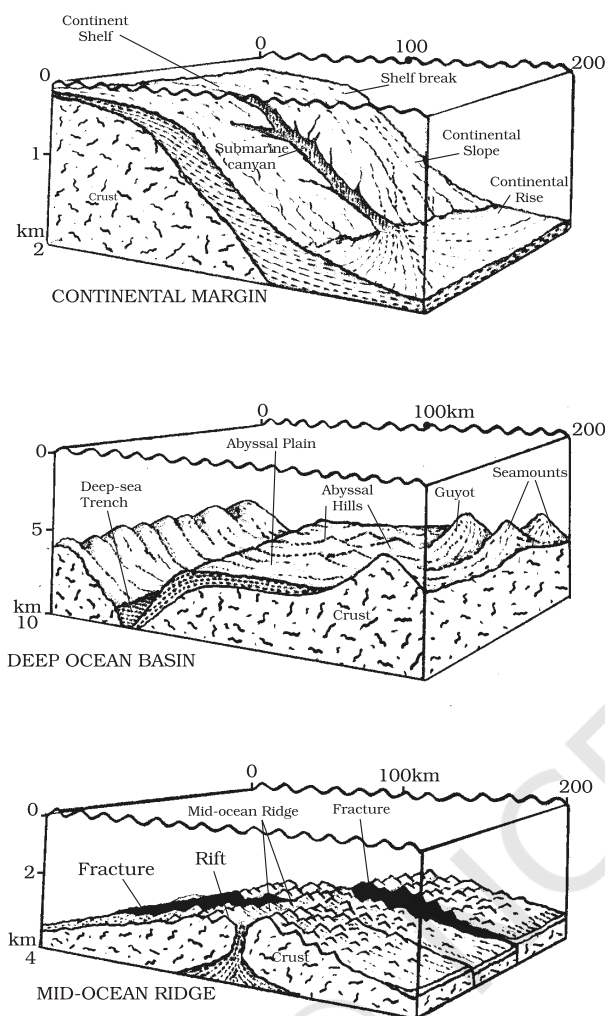 Continent
Shelf
0
100
200
0
Shelf break
Continental
Slope
Submarine
canyan
1
Continental
Rise
Crust
km
2
CONTINENTAL MARGIN
0
100km
200
0
Abyssal Plain
Deep-sea
Trench
Abyssal
Hills
Guyot
Seamounts
5
km
10
Crust
DEEP OCEAN BASIN
0
100km
200
0
Mid-ocean Ridge
Fracture
2
Fracture
Rift
km
4
Crust
MID-OCEAN RIDGE